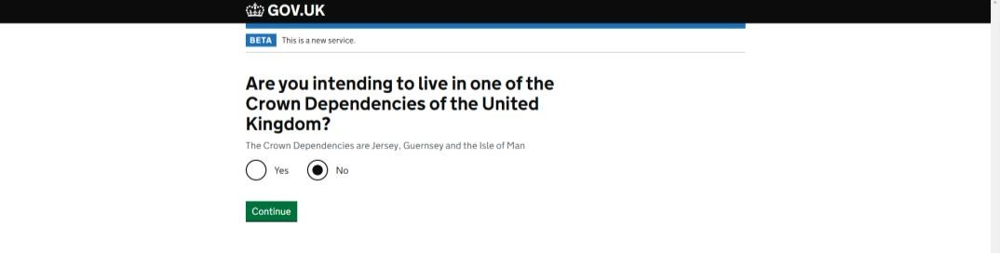 GOV.UK
BETA This is a new service.
Are you intending to live in one of the
Crown Dependencies of the United
Kingdom?
The Crown Dependencies are Jersey, Guernsey and the Isle of Man
Yes No
Continue